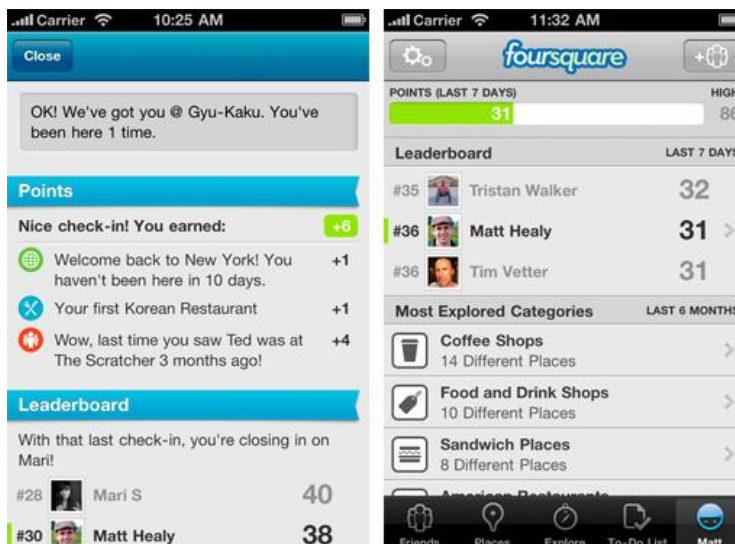 Carrier 10:25 AM
Close
OK! We've got you @ Gyu-Kaku. You've
been here 1 time.
Points
Nice check-in! You earned: +6
Welcome back to New York! You +1
haven't been here in 10 days.
Your first Korean Restaurant +1
Wow, last time you saw Ted was at +4
The Scratcher 3 months ago!
Leaderboard
With that last check-in, you're closing in on
Mari!
#28 Mari S 40
#30 Matt Healy 38
Carrier 11:32 AM
foursquare
POINTS (LAST 7 DAYS) HIGH
31 86
Leaderboard LAST 7 DAYS
#35 Tristan Walker 32
#36 Matt Healy 31
#36 Tim Vetter 31
Most Explored Categories LAST 6 MONTHS
Coffee Shops
14 Different Places
Food and Drink Shops
10 Different Places
Sandwich Places
8 Different Places
American Restaurants
Friends Places Explore To-Do List Matt